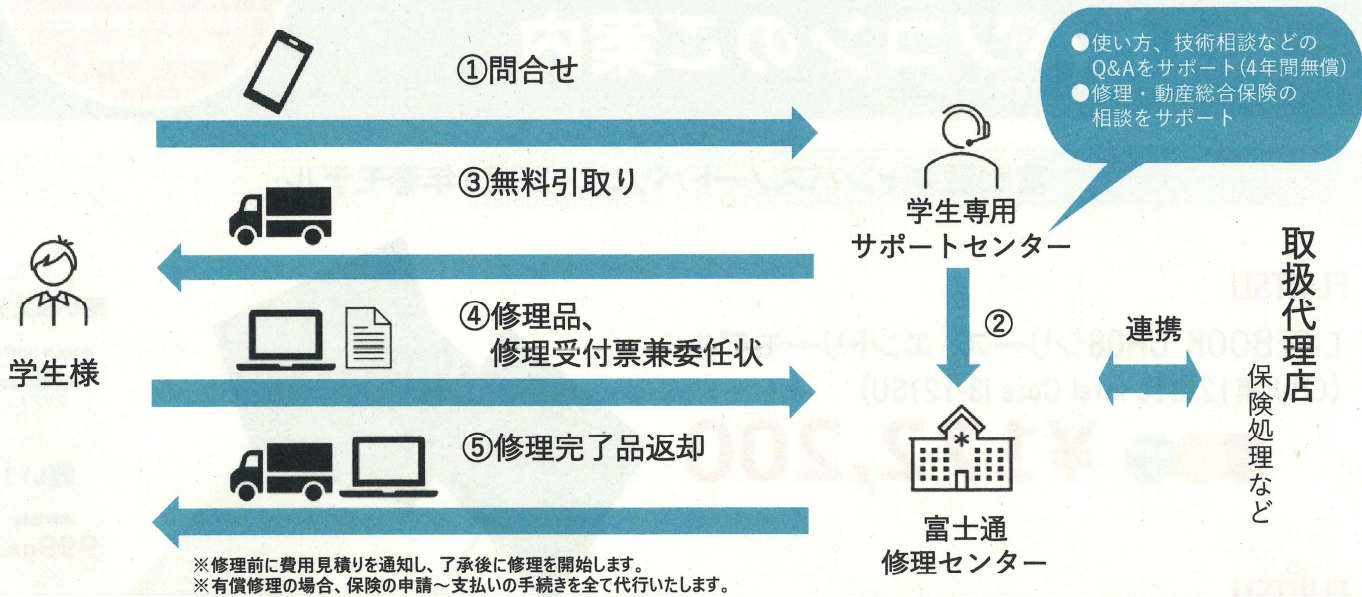 ①問合せ
●使い方、技術相談などの
Q&Aをサポート(4年間無償)
●修理・動産総合保険の
相談をサポート
③無料引取り
学生専用
サポートセンター
学生様
④修理品、
修理受付票兼委任状
②
連携
取扱代理店
保険処理など
⑤修理完了品返却
富士通
修理センター
※修理前に費用見積りを通知し、了承後に修理を開始します。
※有償修理の場合、保険の申請～支払いの手続きを全て代行いたします。